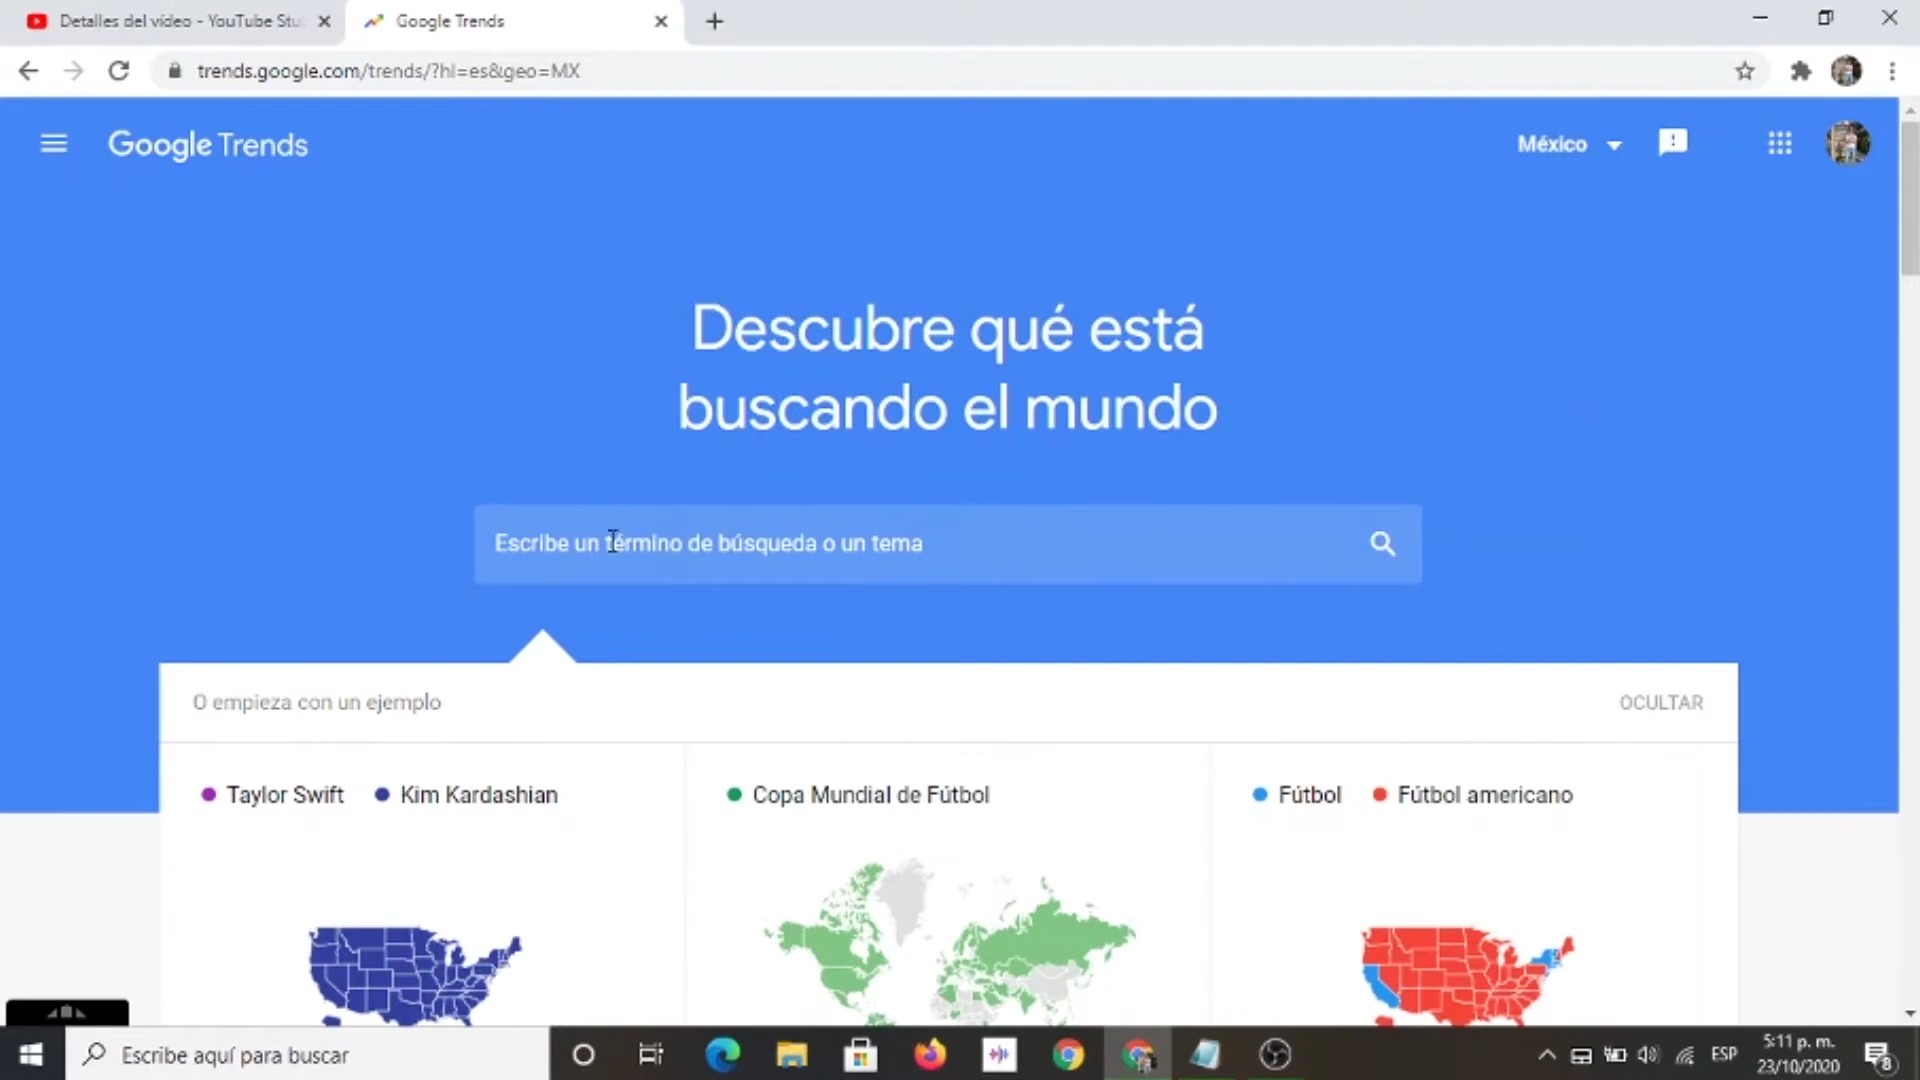 Detalles del vídeo - YouTube Stu
Google Trends
trends.google.com/trends/?hl=es&geo=MX
Google Trends
México
Descubre qué está
buscando el mundo
Escribe un término de búsqueda o un tema
O empieza con un ejemplo
OCULTAR
Taylor Swift
Kim Kardashian
Copa Mundial de Fútbol
Fútbol
Fútbol americano
Escribe aquí para buscar
ESP
5:11 p. m.
23/10/2020
8